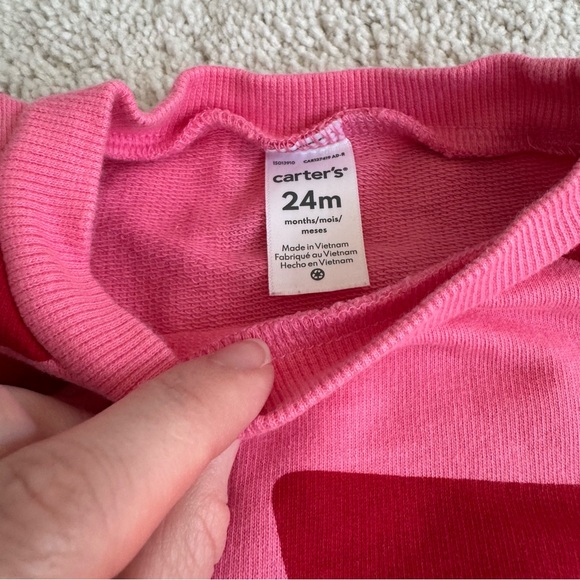 carter's®
24m
months/mois/
meses
Made in Vietnam
Fabriqué au Vietnam
Hecho en Vietnam